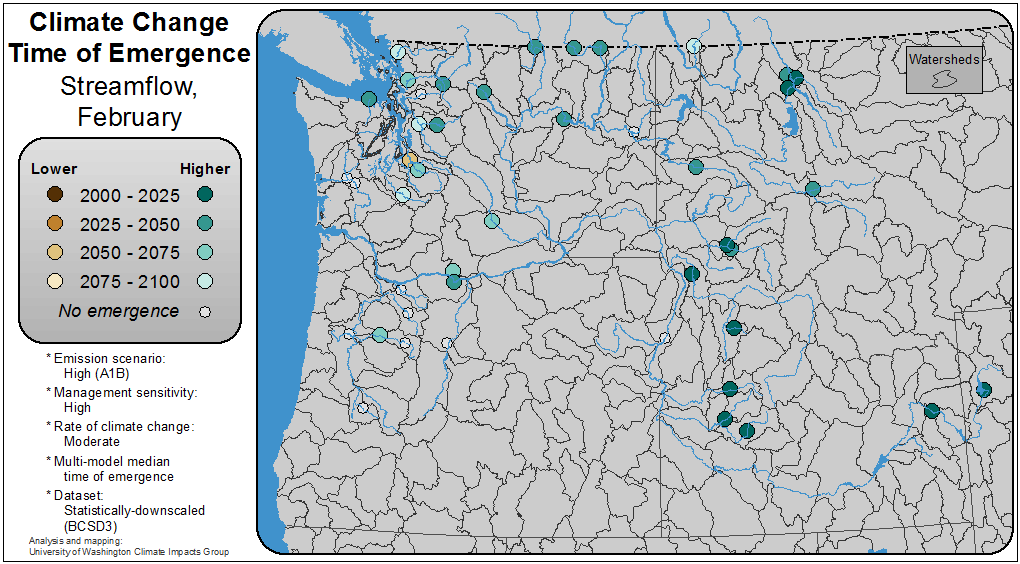 Climate Change
Time of Emergence
Streamflow,
February
Lower Higher
2000 - 2025
2025 - 2050
2050 - 2075
2075 - 2100
No emergence
* Emission scenario:
High (A1B)
* Management sensitivity:
High
* Rate of climate change:
Moderate
* Multi-model median
time of emergence
* Dataset:
Statistically-downscaled
(BCSD3)
Analysis and mapping:
University of Washington Climate Impacts Group
Watersheds